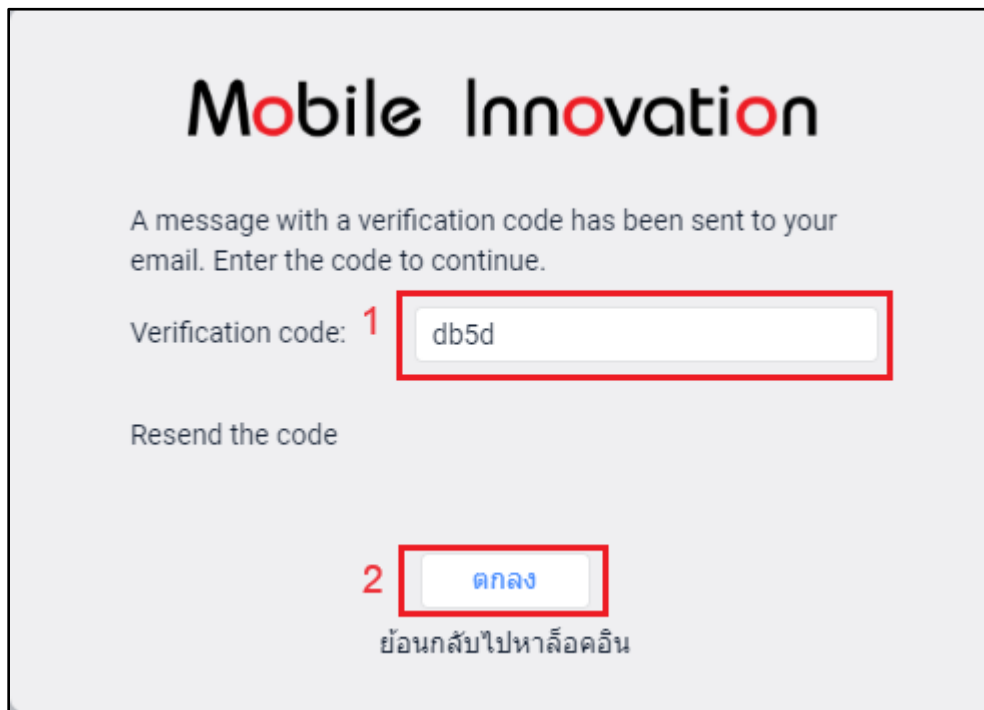 Mobile Innovation
A message with a verification code has been sent to your
email. Enter the code to continue.
Verification code: 1 db5d
Resend the code
2 ตกลง
ย้อนกลับไปหาล็อคอิน